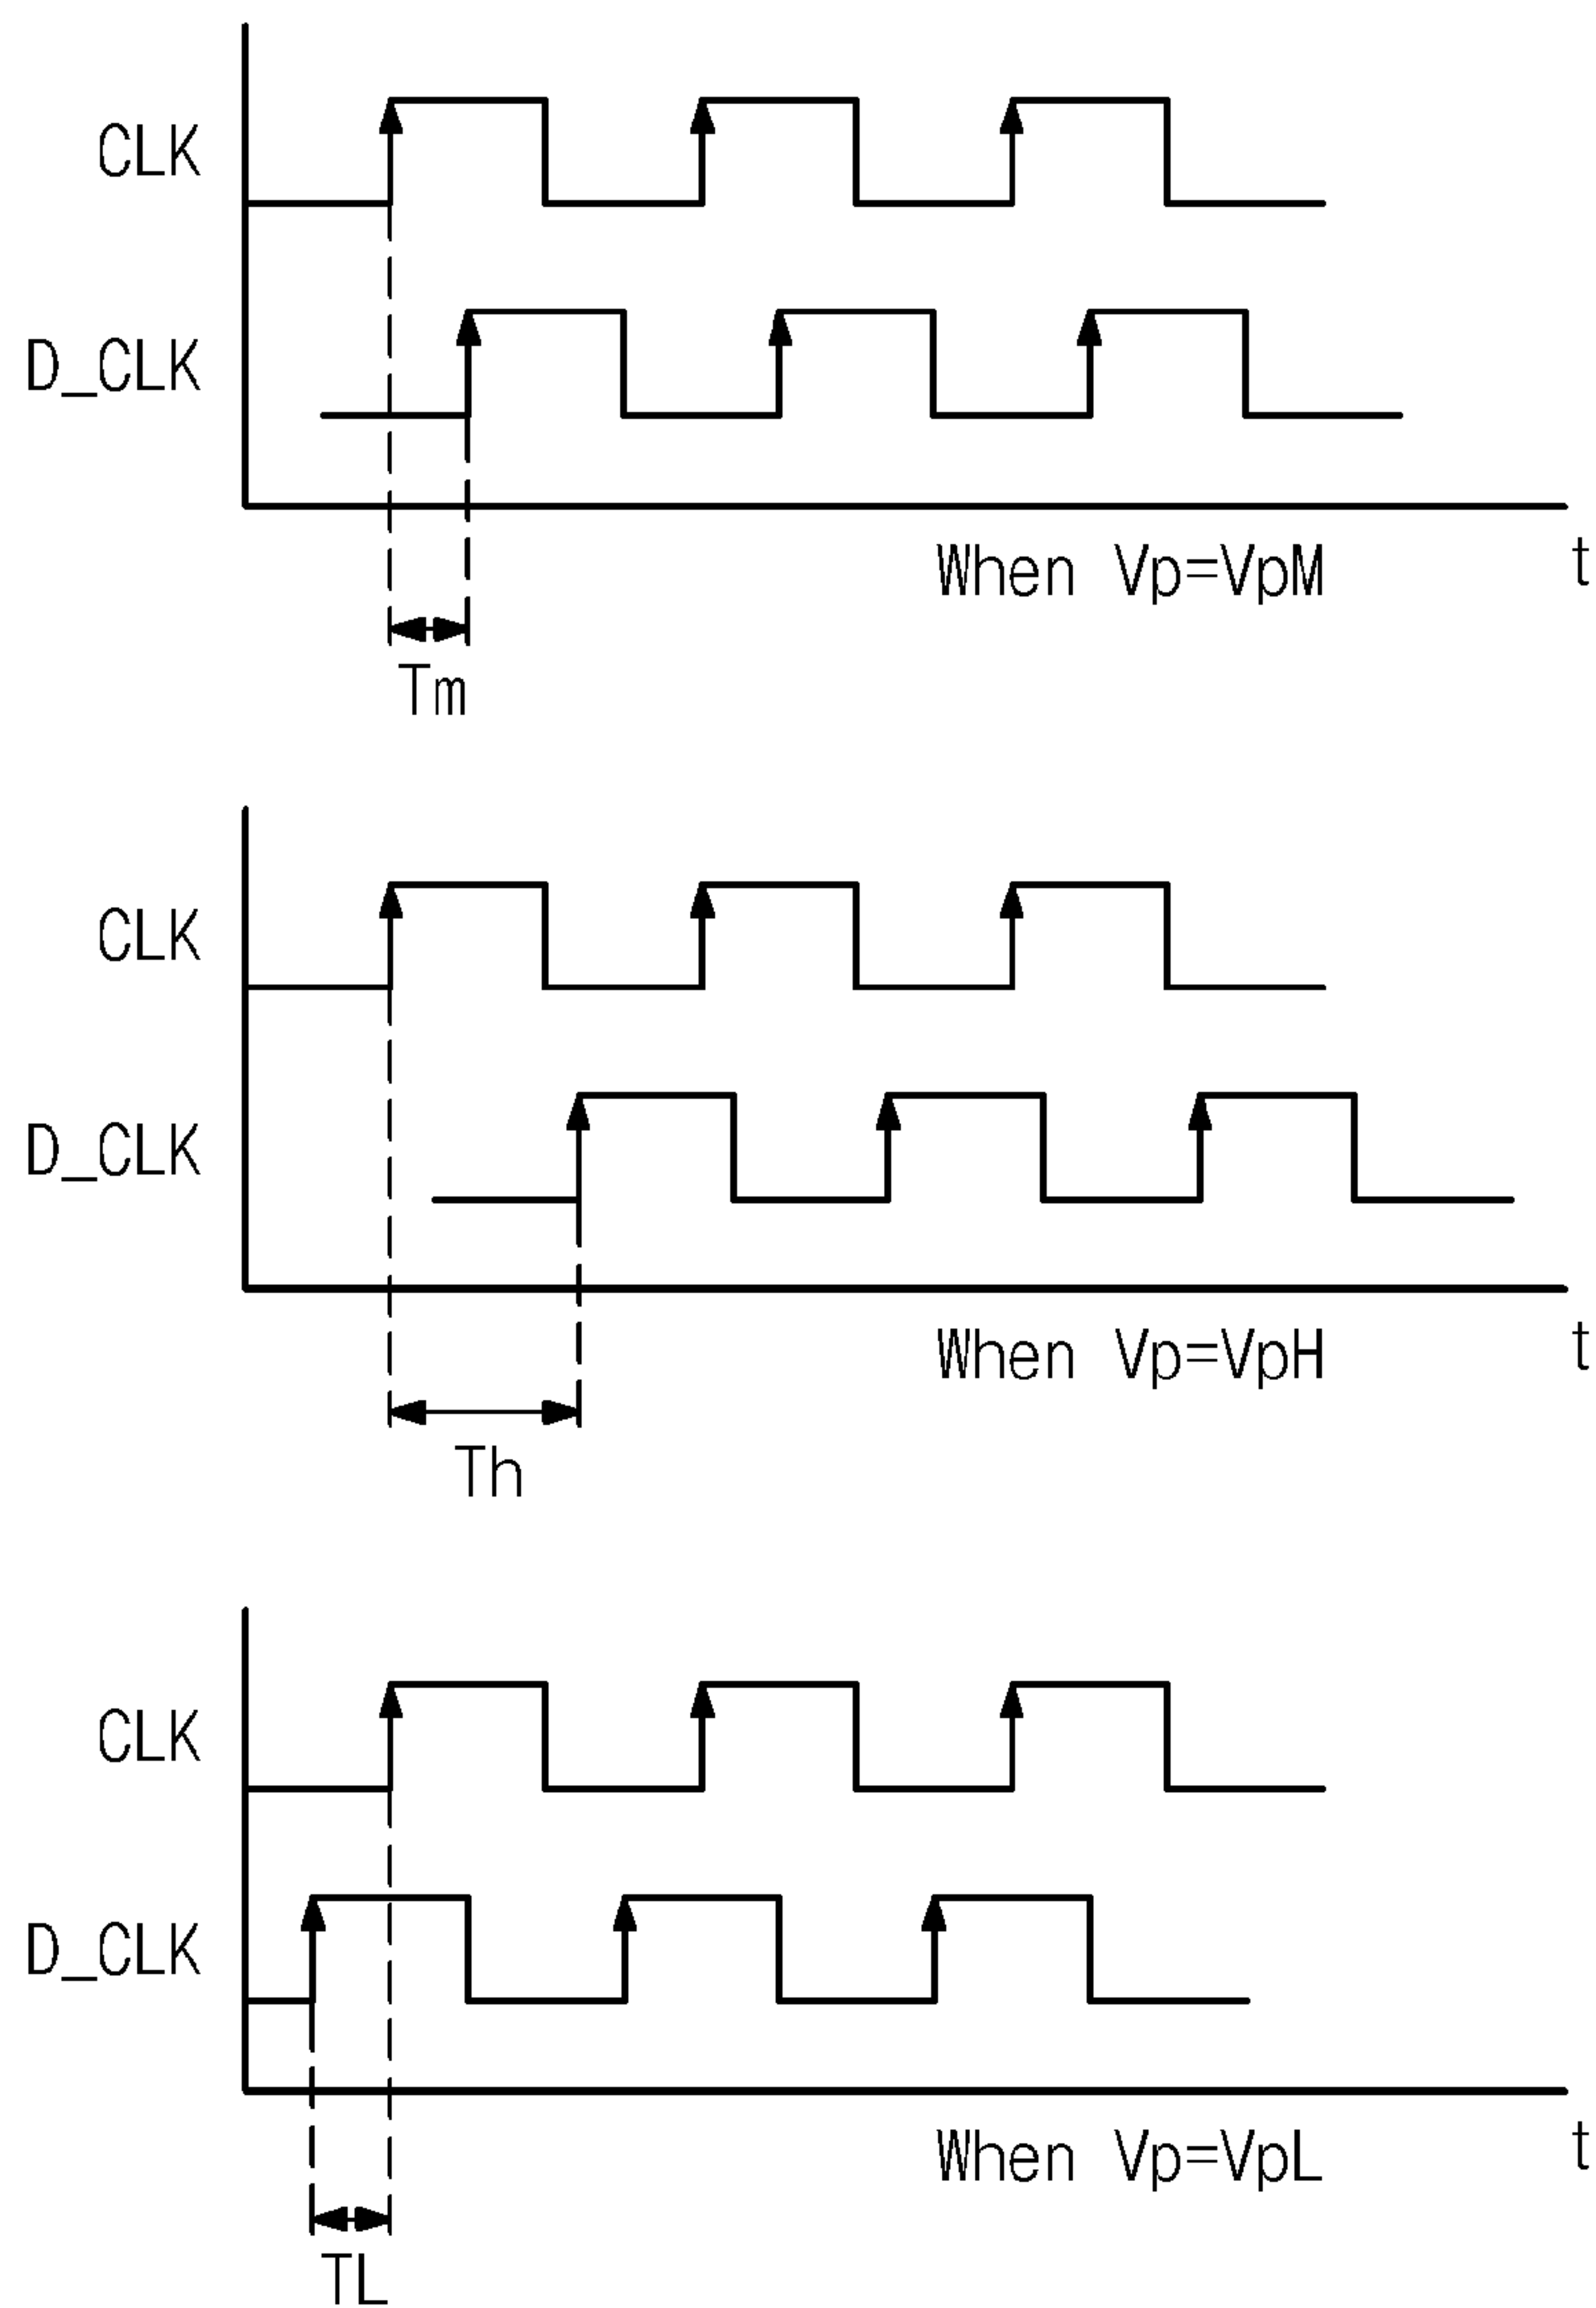 CLK
D_CLK
When Vp=VpM
t
Tm
CLK
D_CLK
When Vp=VpH
t
Th
CLK
D_CLK
When Vp=VpL
t
TL